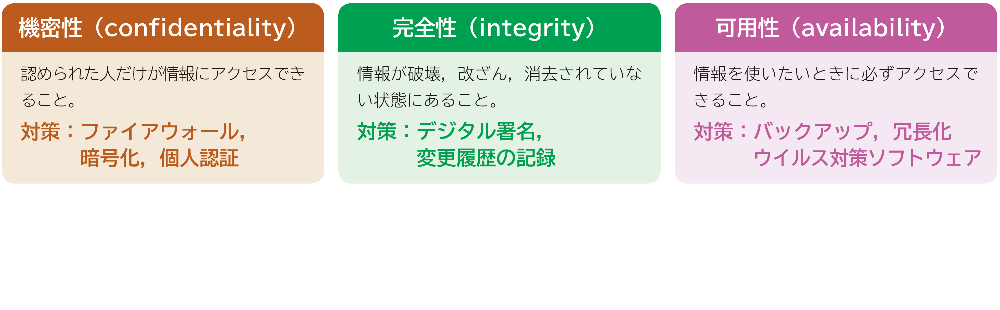 機密性（confidentiality）
認められた人だけが情報にアクセスでき
ること。
対策：ファイアウォール，
暗号化，個人認証
完全性（integrity）
情報が破壊，改ざん，消去されていな
い状態にあること。
対策：デジタル署名，
変更履歴の記録
可用性（availability）
情報を使いたいときに必ずアクセスで
きること。
対策：バックアップ，冗長化
ウイルス対策ソフトウェア